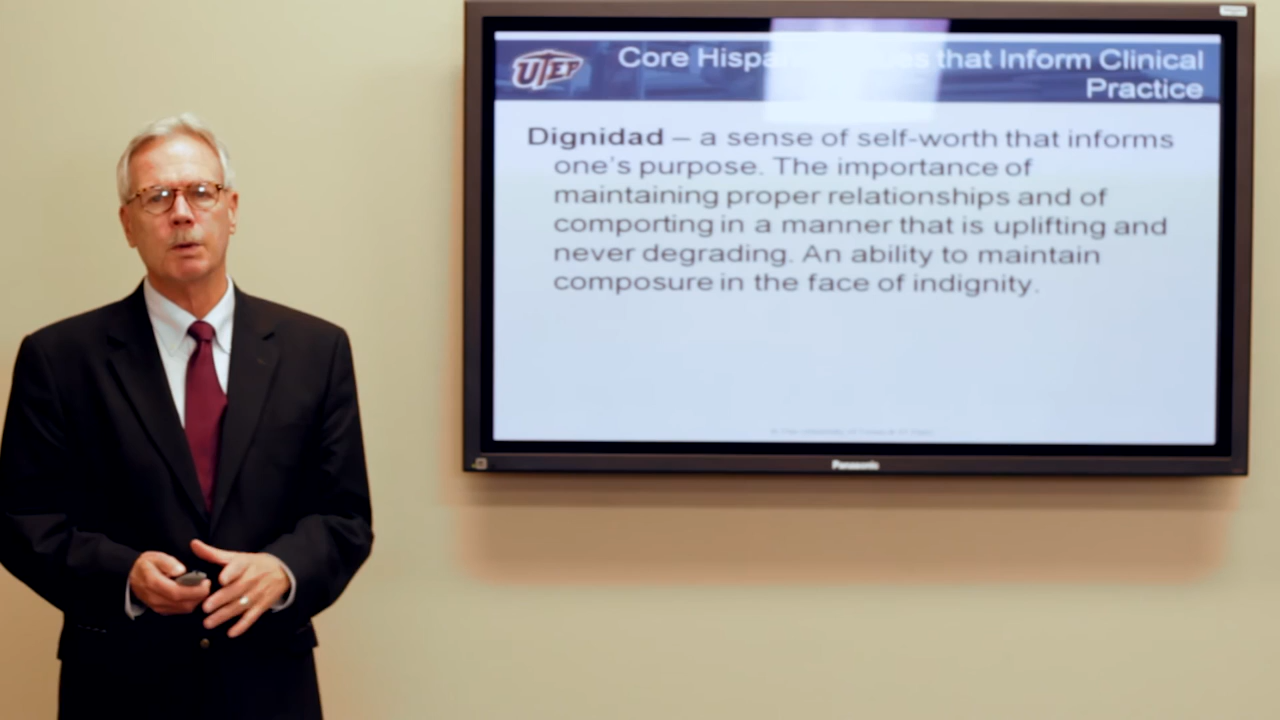 UTEP
Core Hispa ues that Inform Clinical
Practice
Dignidad – a sense of self-worth that informs
one's purpose. The importance of
maintaining proper relationships and of
comporting in a manner that is uplifting and
never degrading. An ability to maintain
composure in the face of indignity.
Panasonic